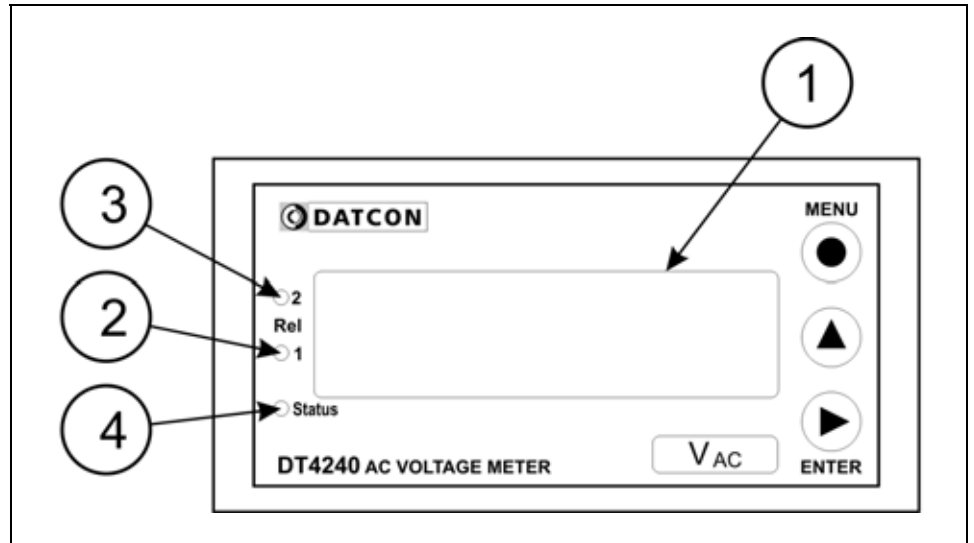 1
3
DATCON
MENU
2
Rel
2
1
4
Status
DT4240 AC VOLTAGE METER
VAC
ENTER